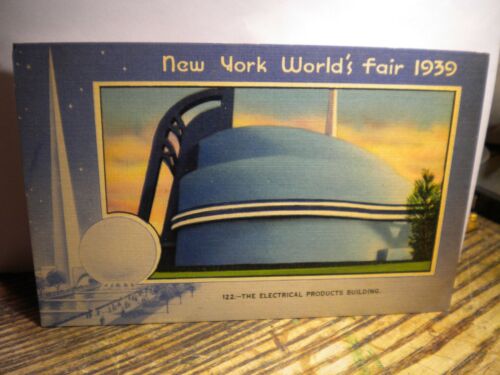 New York World's Fair 1939
122.—THE ELECTRICAL PRODUCTS BUILDING.